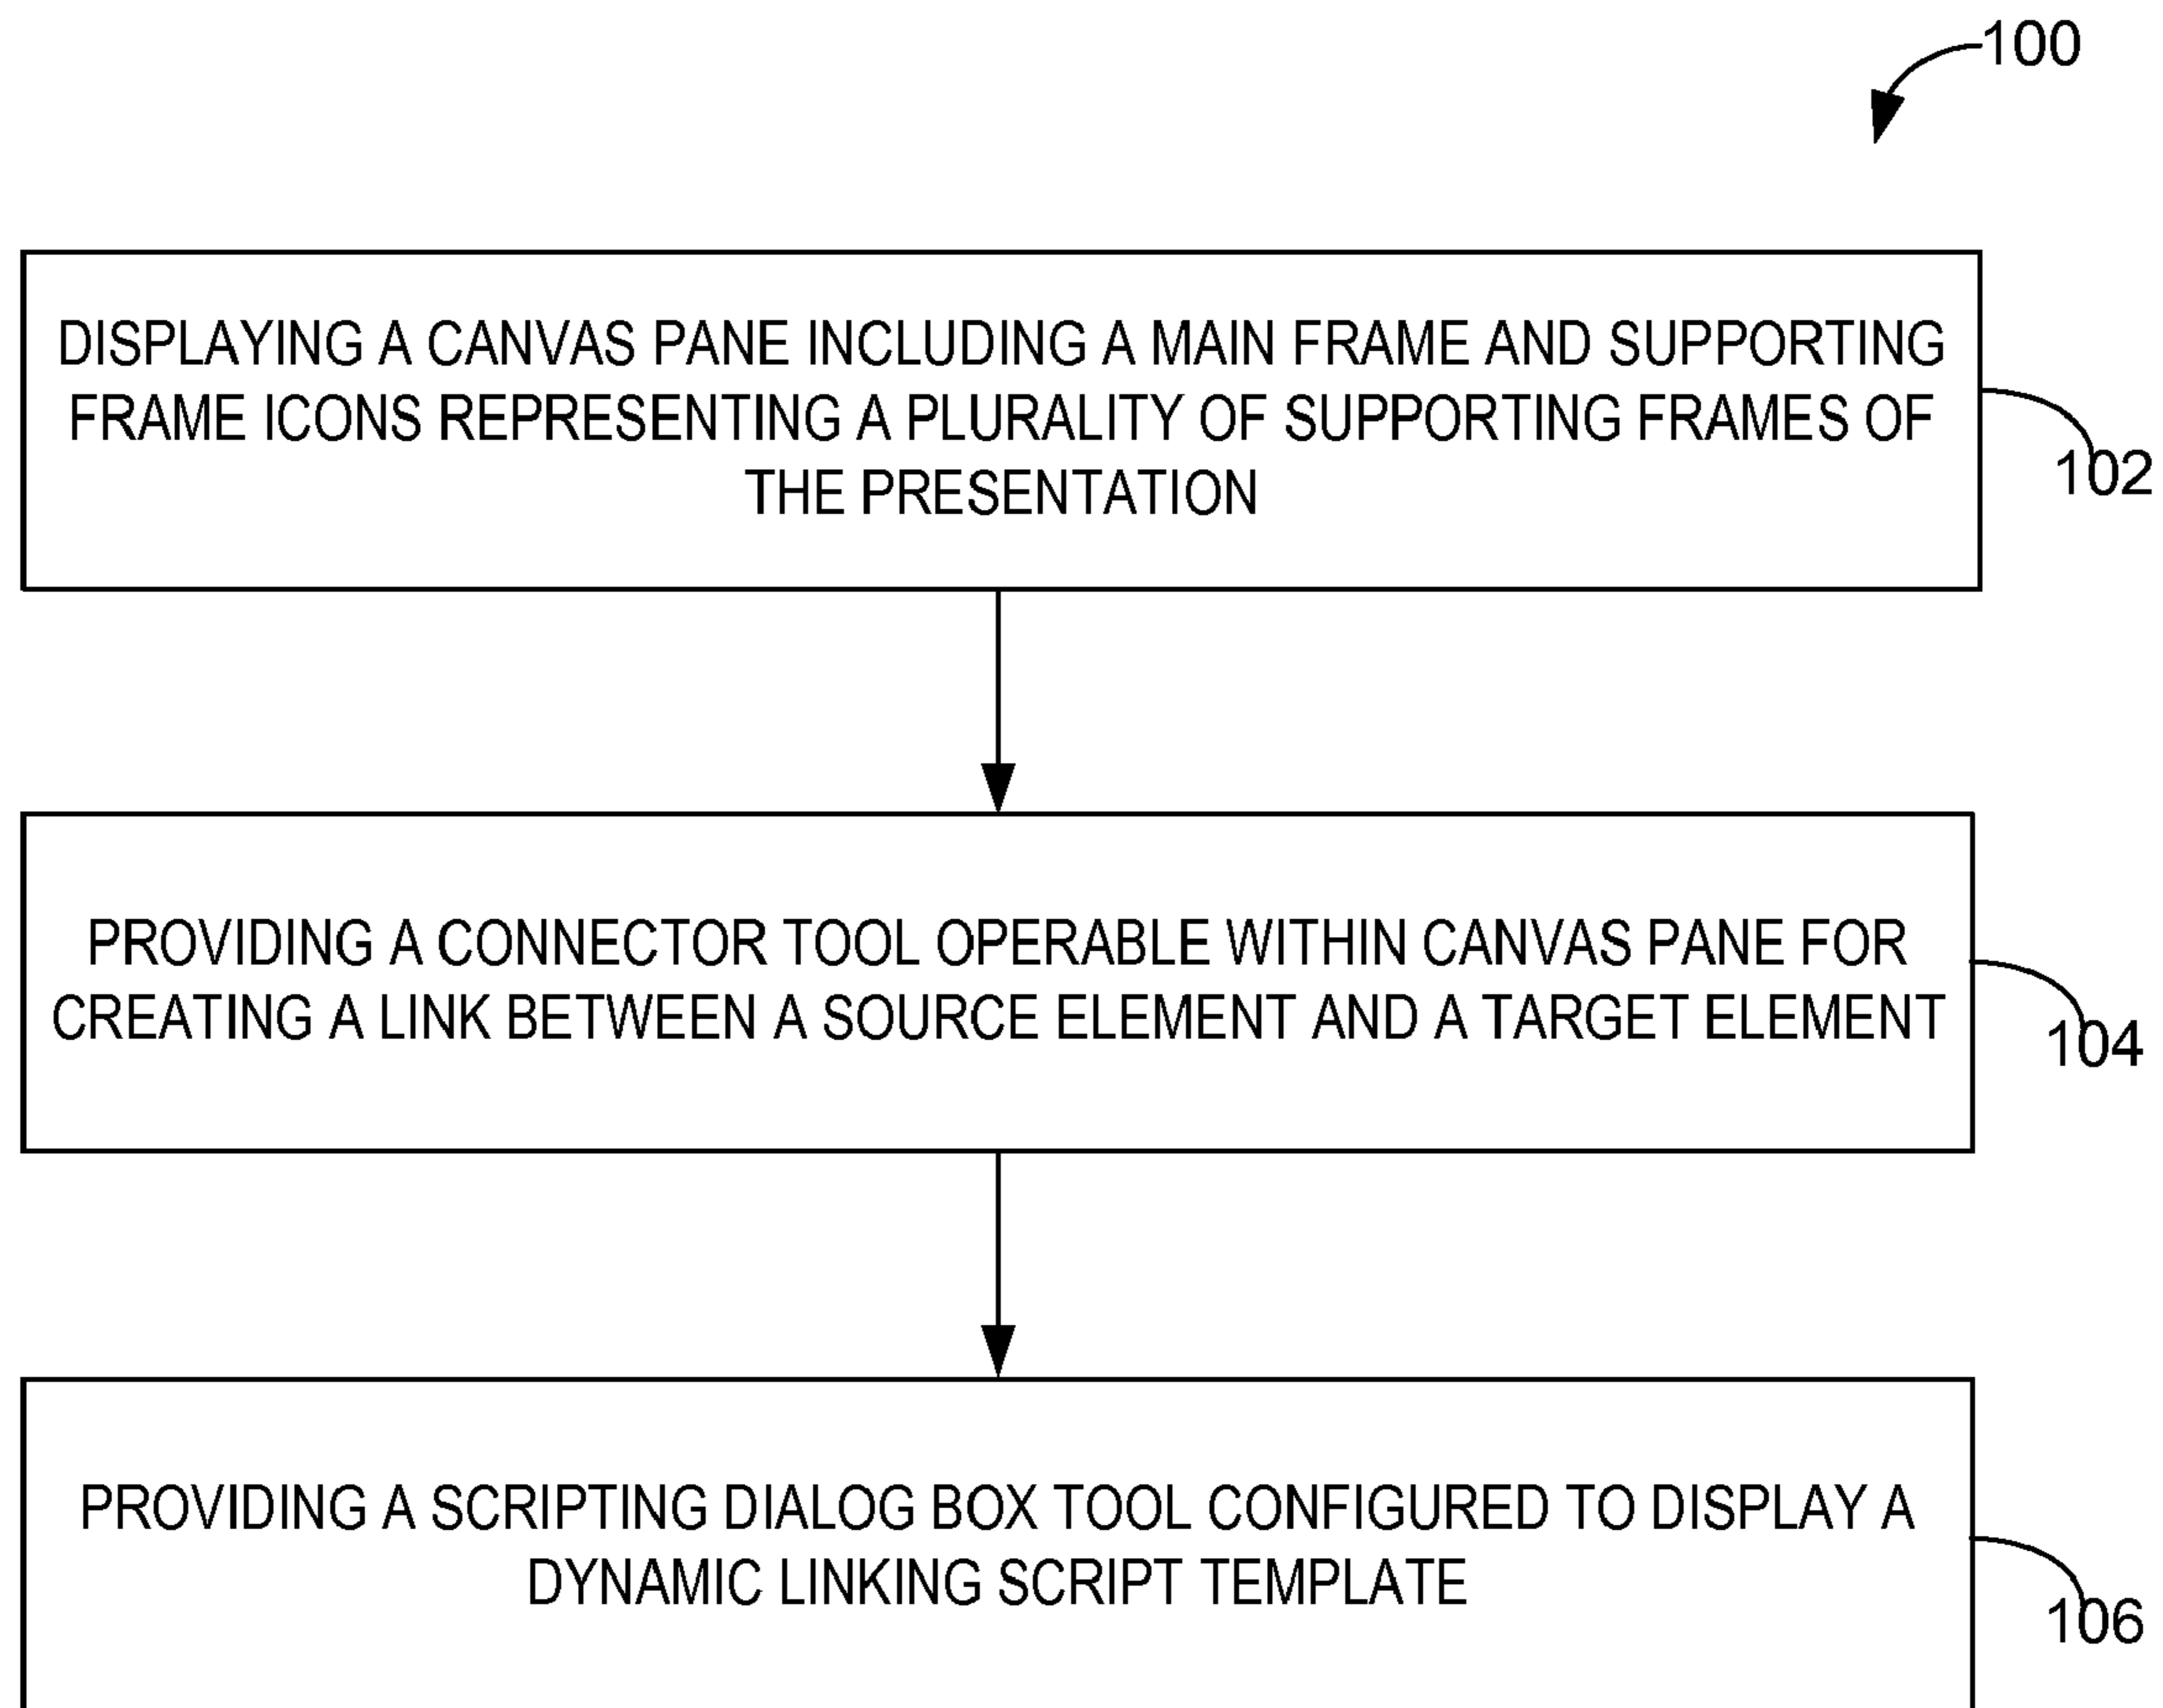 100
DISPLAYING A CANVAS PANE INCLUDING A MAIN FRAME AND SUPPORTING
FRAME ICONS REPRESENTING A PLURALITY OF SUPPORTING FRAMES OF
THE PRESENTATION
102
PROVIDING A CONNECTOR TOOL OPERABLE WITHIN CANVAS PANE FOR
CREATING A LINK BETWEEN A SOURCE ELEMENT AND A TARGET ELEMENT
104
PROVIDING A SCRIPTING DIALOG BOX TOOL CONFIGURED TO DISPLAY A
DYNAMIC LINKING SCRIPT TEMPLATE
106